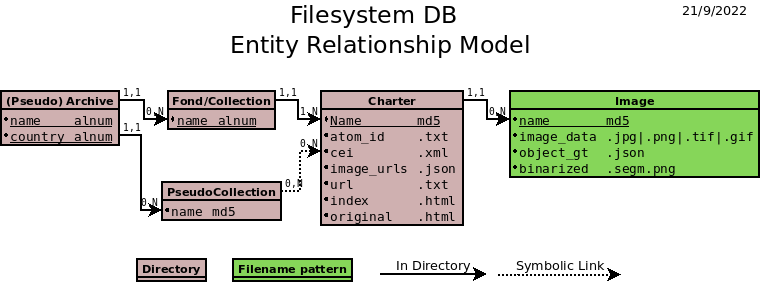 Filesystem DB
21/9/2022
Entity Relationship Model
(Pseudo) Archive
name alnum
country alnum
1,1
0,N
1,1
0,N
Fond/Collection
name alnum
1,1
1,N
PseudoCollection
name md5
0,N
0,N
Charter
Name md5
atom_id .txt
cei .xml
image_urls .json
url .txt
index .html
original .html
1,1
0,N
Image
name md5
image_data .jpg|.png|.tif|.gif
object_gt .json
binarized .segm.png
Directory
Filename pattern
In Directory
Symbolic Link